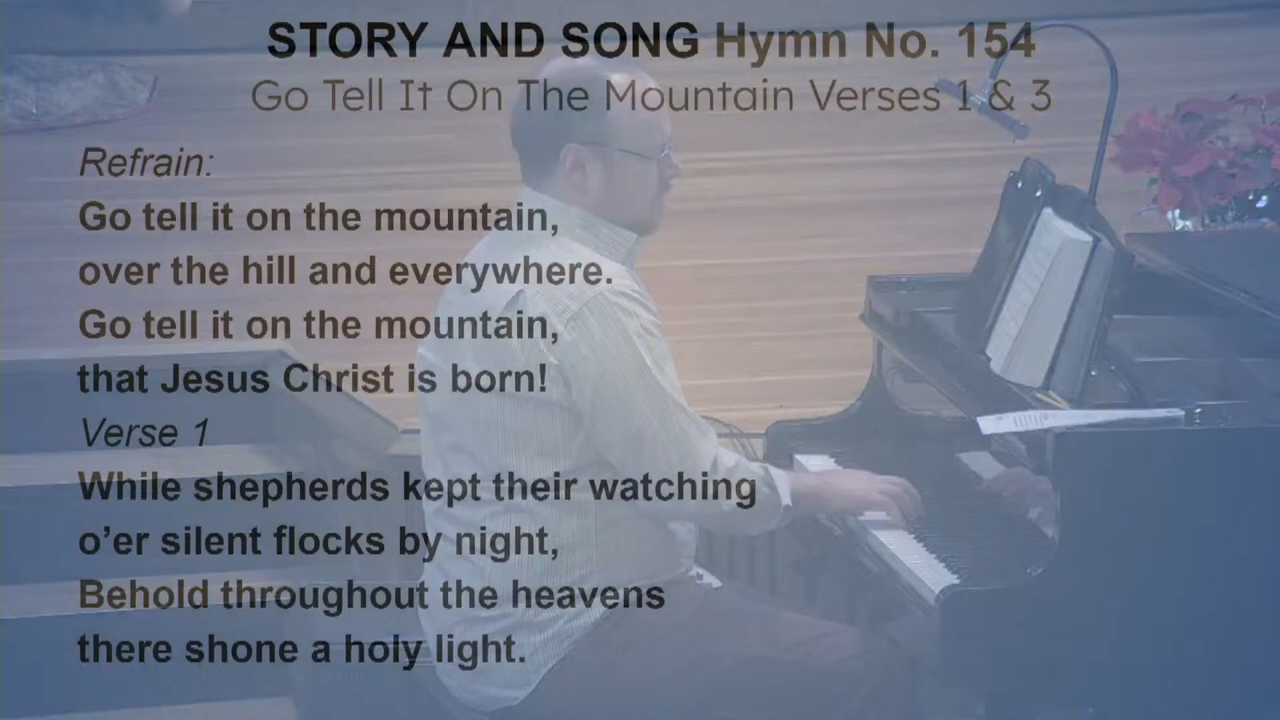 STORY AND SONG Hymn No. 154
Go Tell It On The Mountain Verses 1 & 3
Refrain:
Go tell it on the mountain,
over the hill and everywhere.
Go tell it on the mountain,
that Jesus Christ is born!
Verse 1
While shepherds kept their watching
o’er silent flocks by night,
Behold throughout the heavens
there shone a holy light.